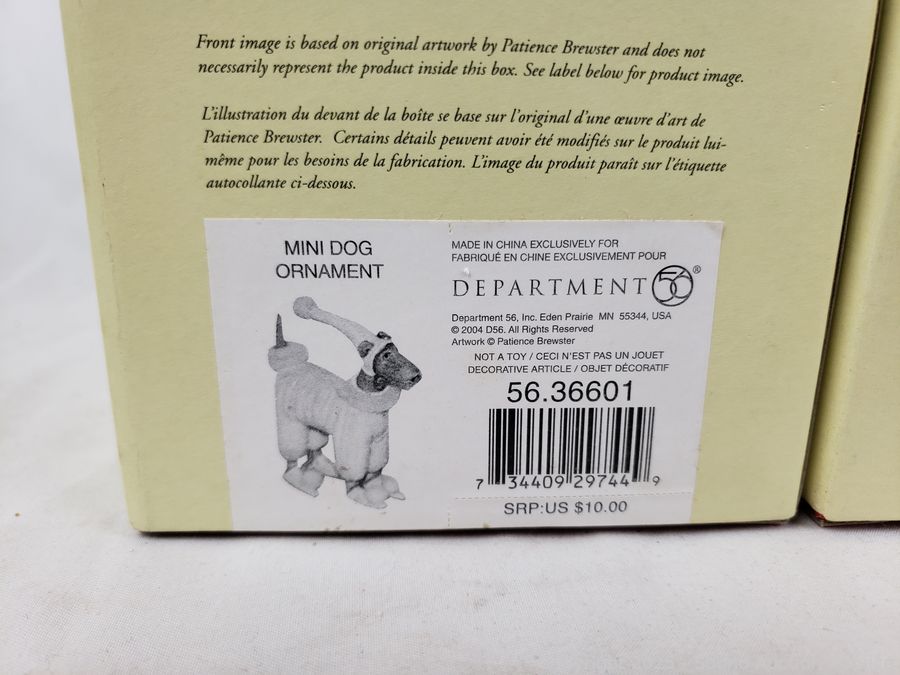 Front image is based on original artwork by Patience Brewster and does not
necessarily represent the product inside this box. See label below for product image.
L'illustration du devant de la boîte se base sur l'original d'une œuvre d'art de
Patience Brewster. Certains détails peuvent avoir été modifiés sur le produit lui-
même pour les besoins de la fabrication. L'image du produit paraît sur l'étiquette
autocollante ci-dessous.
MINI DOG
ORNAMENT
MADE IN CHINA EXCLUSIVELY FOR
FABRIQUÉ EN CHINE EXCLUSIVEMENT POUR
DEPARTMENT 56®
Department 56, Inc. Eden Prairie MN 55344, USA
© 2004 D56. All Rights Reserved
Artwork © Patience Brewster
NOT A TOY / CECI N'EST PAS UN JOUET
DECORATIVE ARTICLE / OBJET DÉCORATIF
56.36601
7 34409 29744 9
SRP:US $10.00